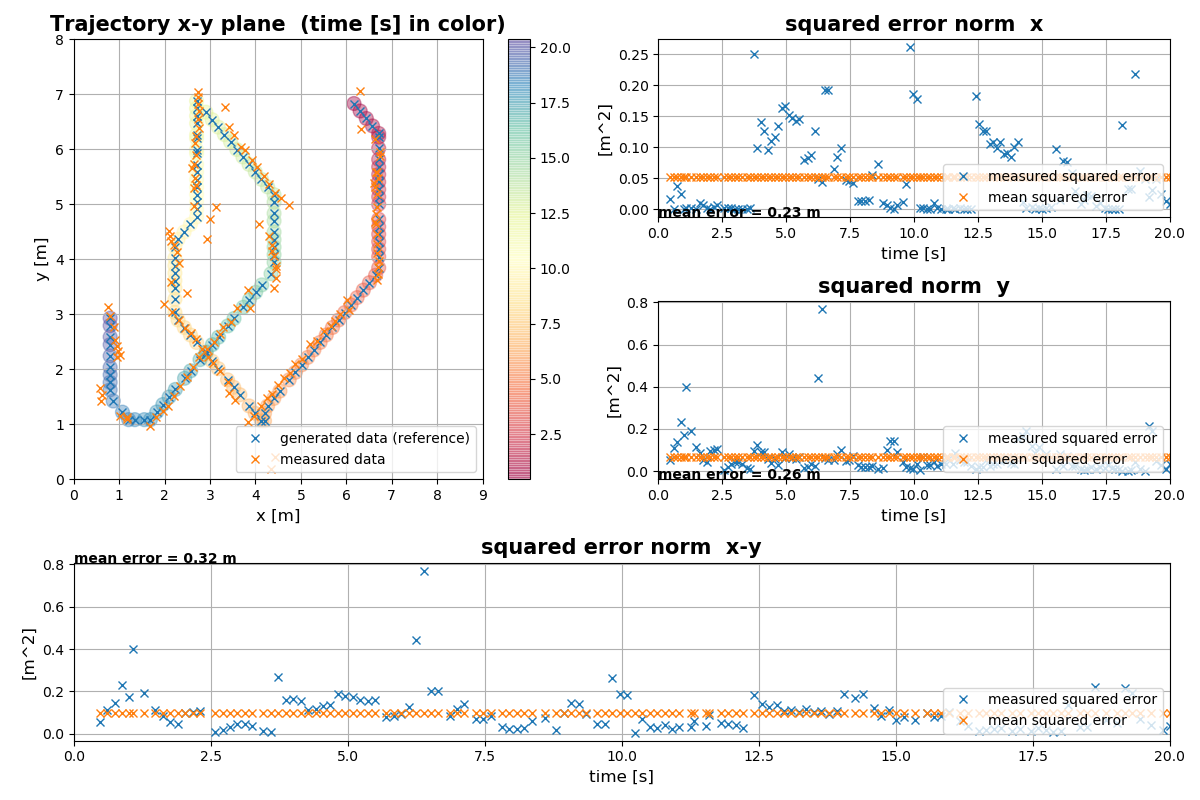 Trajectory x-y plane  (time [s] in color)
8
7
6
5
4
3
2
1
0
y [m]
0 1 2 3 4 5 6 7 8 9
x [m]
generated data (reference)
measured data
20.0
17.5
15.0
12.5
10.0
7.5
5.0
2.5
squared error norm  x
0.25
0.20
0.15
0.10
0.05
0.00
[m^2]
measured squared error
mean squared error
mean error = 0.23 m
0.0 2.5 5.0 7.5 10.0 12.5 15.0 17.5 20.0
time [s]
squared norm  y
0.8
0.6
0.4
0.2
0.0
[m^2]
measured squared error
mean squared error
mean error = 0.26 m
0.0 2.5 5.0 7.5 10.0 12.5 15.0 17.5 20.0
time [s]
squared error norm  x-y
mean error = 0.32 m
0.8
0.6
0.4
0.2
0.0
[m^2]
measured squared error
mean squared error
0.0 2.5 5.0 7.5 10.0 12.5 15.0 17.5 20.0
time [s]